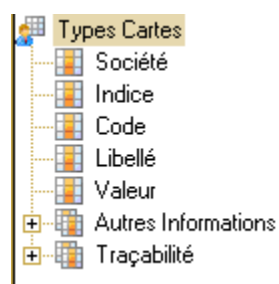 Types Cartes
Société
Indice
Code
Libellé
Valeur
Autres Informations
Traçabilité